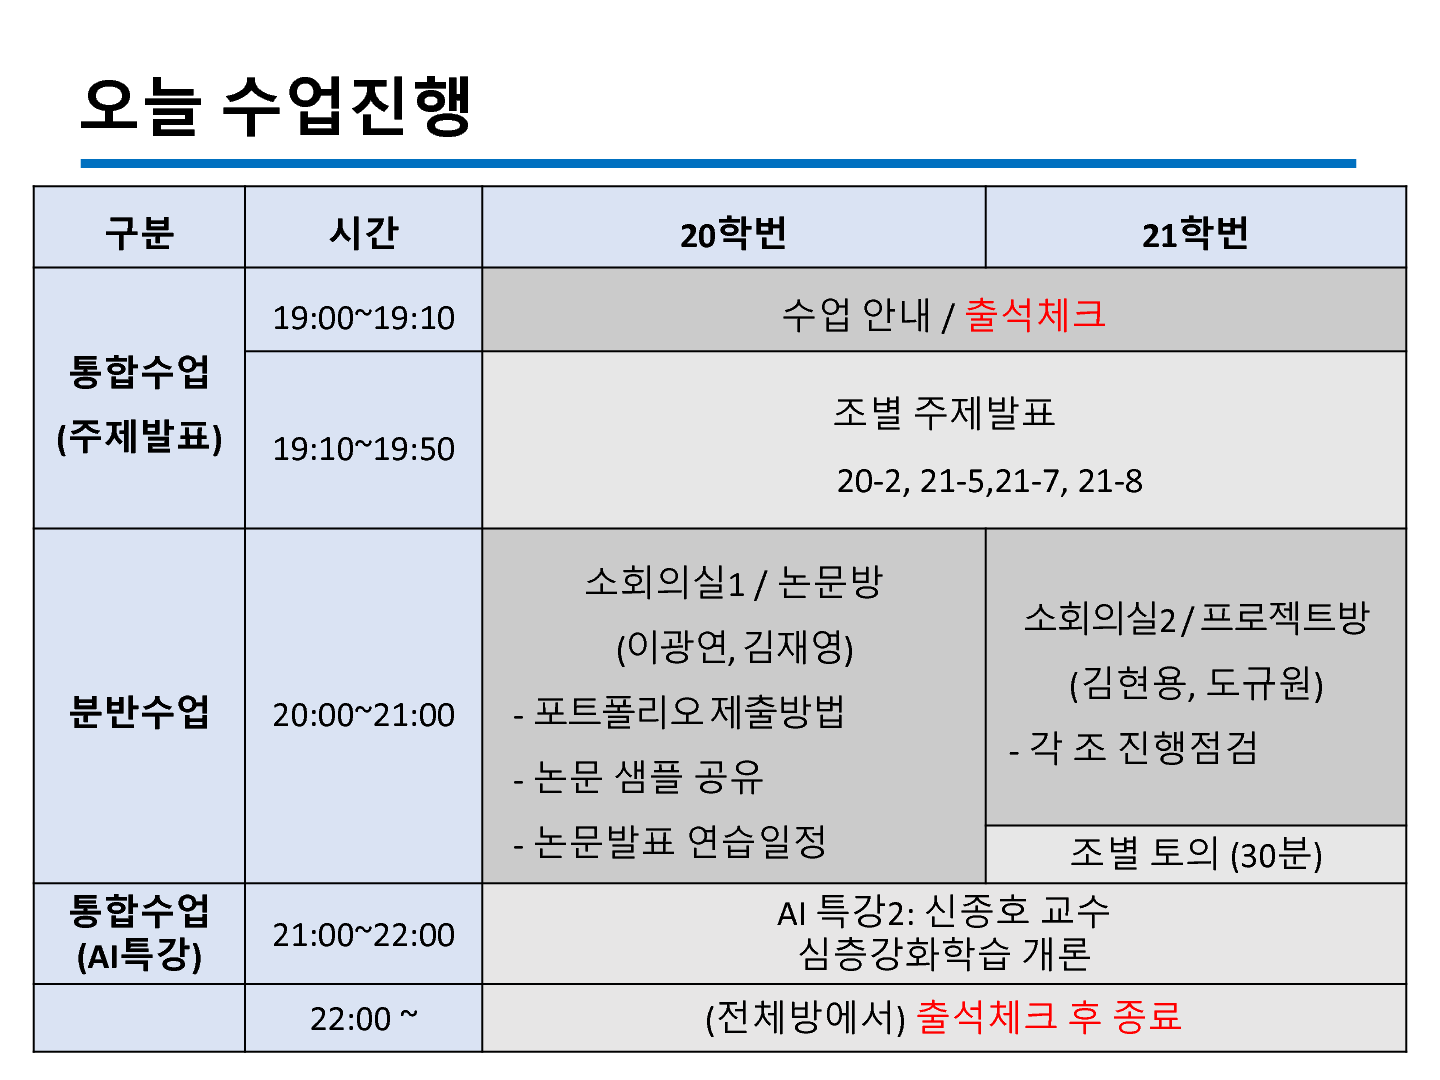 오늘 수업진행
구분
시간
20학번
21학번
통합수업
(주제발표)
19:00~19:10
수업 안내 / 출석체크
19:10~19:50
조별 주제발표
20-2, 21-5,21-7, 21-8
분반수업
20:00~21:00
소회의실1 / 논문방
(이광연, 김재영)
- 포트폴리오 제출방법
- 논문 샘플 공유
- 논문발표 연습일정
소회의실2 / 프로젝트방
(김현용, 도규원)
- 각 조 진행점검
조별 토의 (30분)
통합수업
(AI특강)
21:00~22:00
AI 특강2: 신종호 교수
심층강화학습 개론
22:00 ~
(전체방에서) 출석체크 후 종료